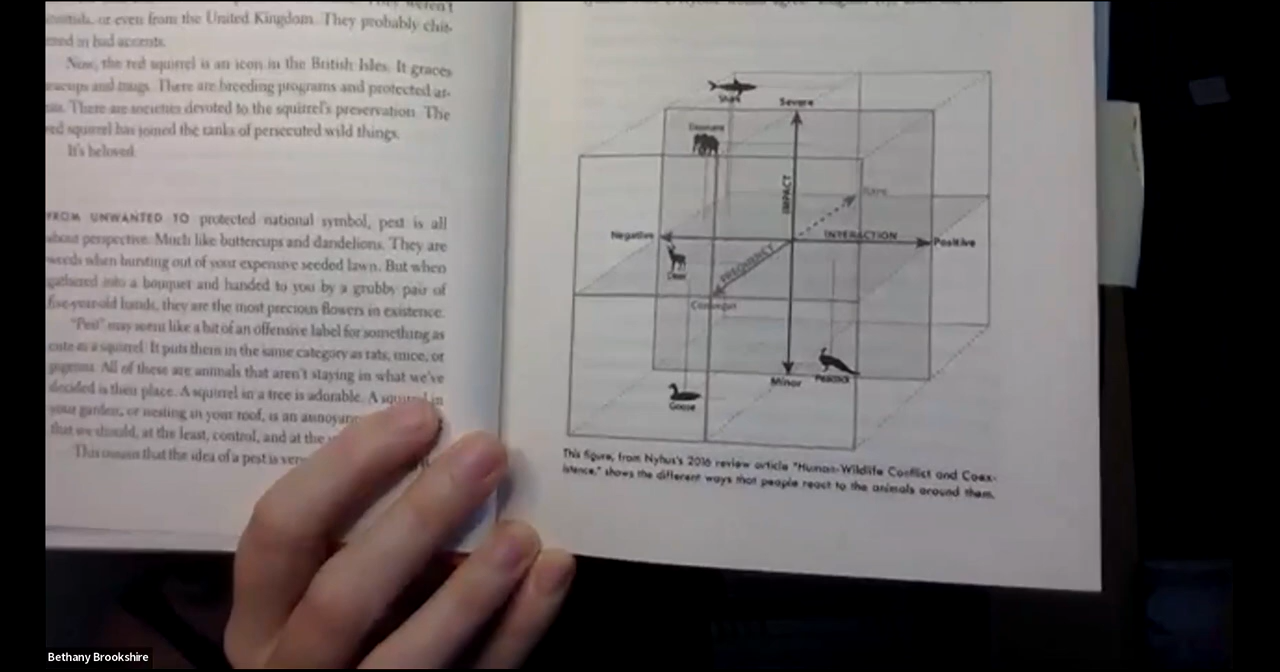 or even from the United Kingdom. They probably chit-
in bad accents.
Now, the red squirrel is an icon in the British Isles. It graces
and mugs. There are breeding programs and protected ar-
There are societies devoted to the squirrel's preservation. The
red squirrel has joined the ranks of persecuted wild things.
It's beloved.
FROM UNWANTED TO protected national symbol, pest is all
about perspective. Much like buttercups and dandelions. They are
weeds when bursting out of your expensive seeded lawn. But when
gathered into a bouquet and handed to you by a grubby pair of
five-year-old hands, they are the most precious flowers in existence.
"Pest" may seem like a bit of an offensive label for something as
cute as a squirrel. It puts them in the same category as rats, mice, or
pigeons. All of these are animals that aren't staying in what we've
decided is their place. A squirrel in a tree is adorable. A squirrel in
your garden, or nesting in your roof, is an
that we should, at the least, control, and at the
This means that the idea of a pest is
Shark
Severe
Elephant
IMPACT
RARE
Negative
INTERACTION
Positive
Deer
FREQUENCY
Common
Minor
Peacock
Goose
This figure, from Nyhus's 2016 review article "Human-Wildlife Conflict and Coex-
istence," shows the different ways that people react to the animals around them.
Bethany Brookshire